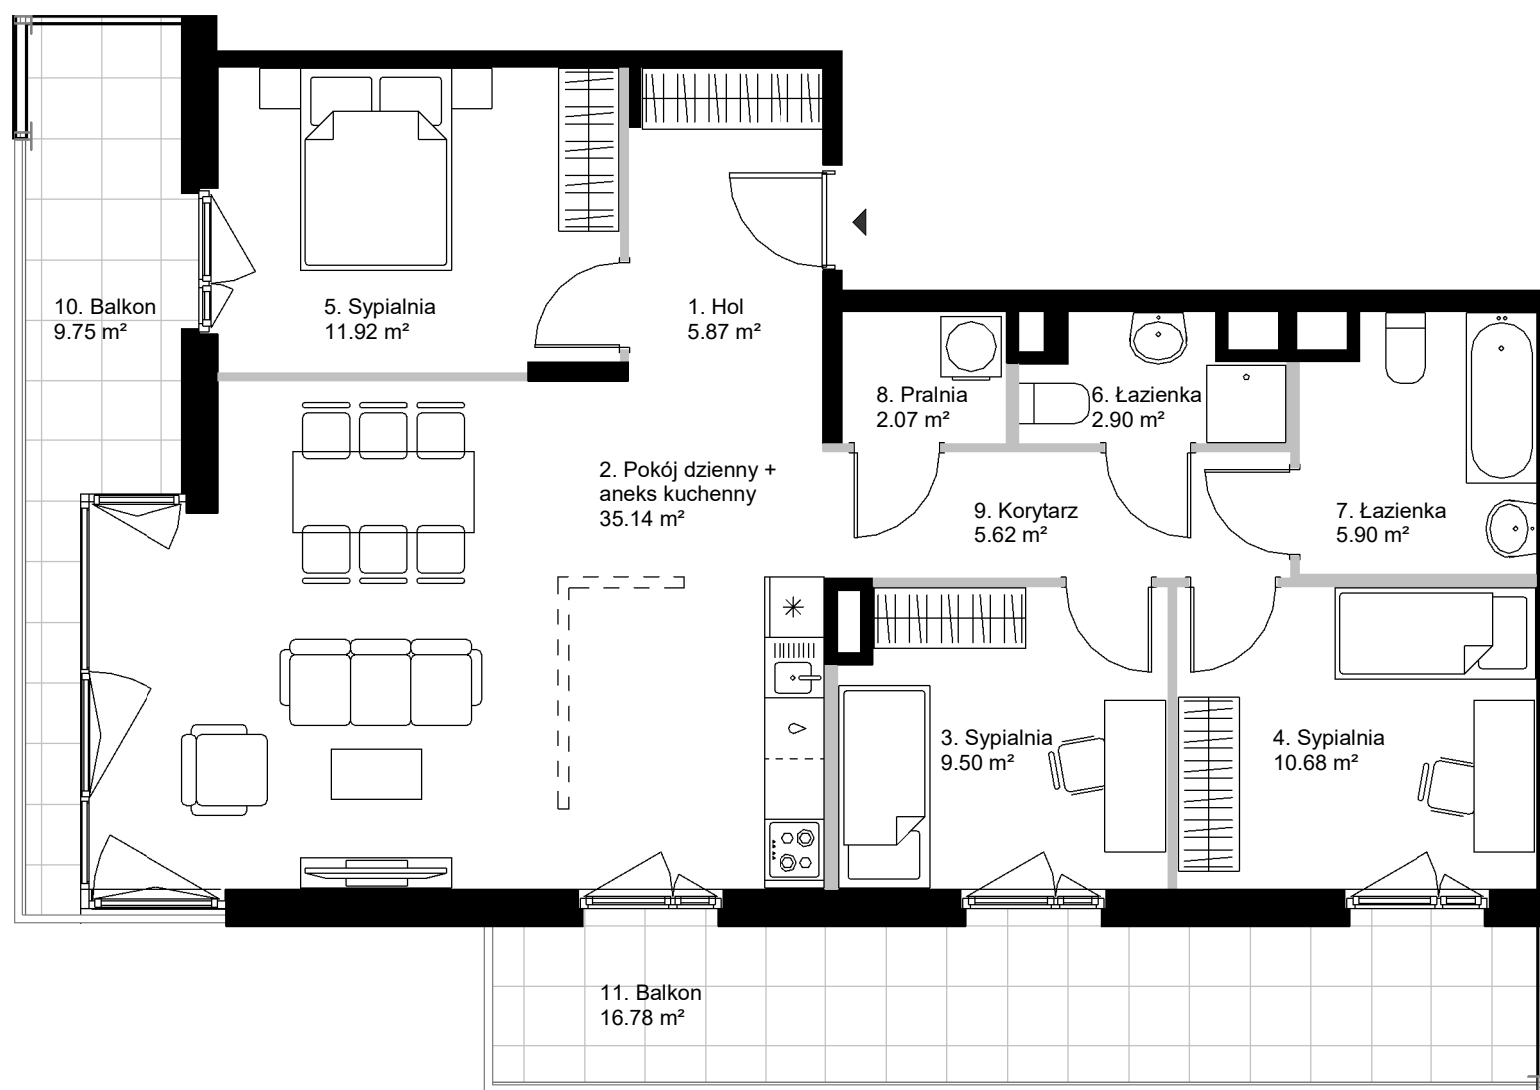 10. Balkon
9.75 m²
5. Sypialnia
11.92 m²
1. Hol
5.87 m²
8. Pralnia
2.07 m²
6. Łazienka
2.90 m²
2. Pokój dzienny +
aneks kuchenny
35.14 m²
9. Korytarz
5.62 m²
7. Łazienka
5.90 m²
3. Sypialnia
9.50 m²
4. Sypialnia
10.68 m²
11. Balkon
16.78 m²